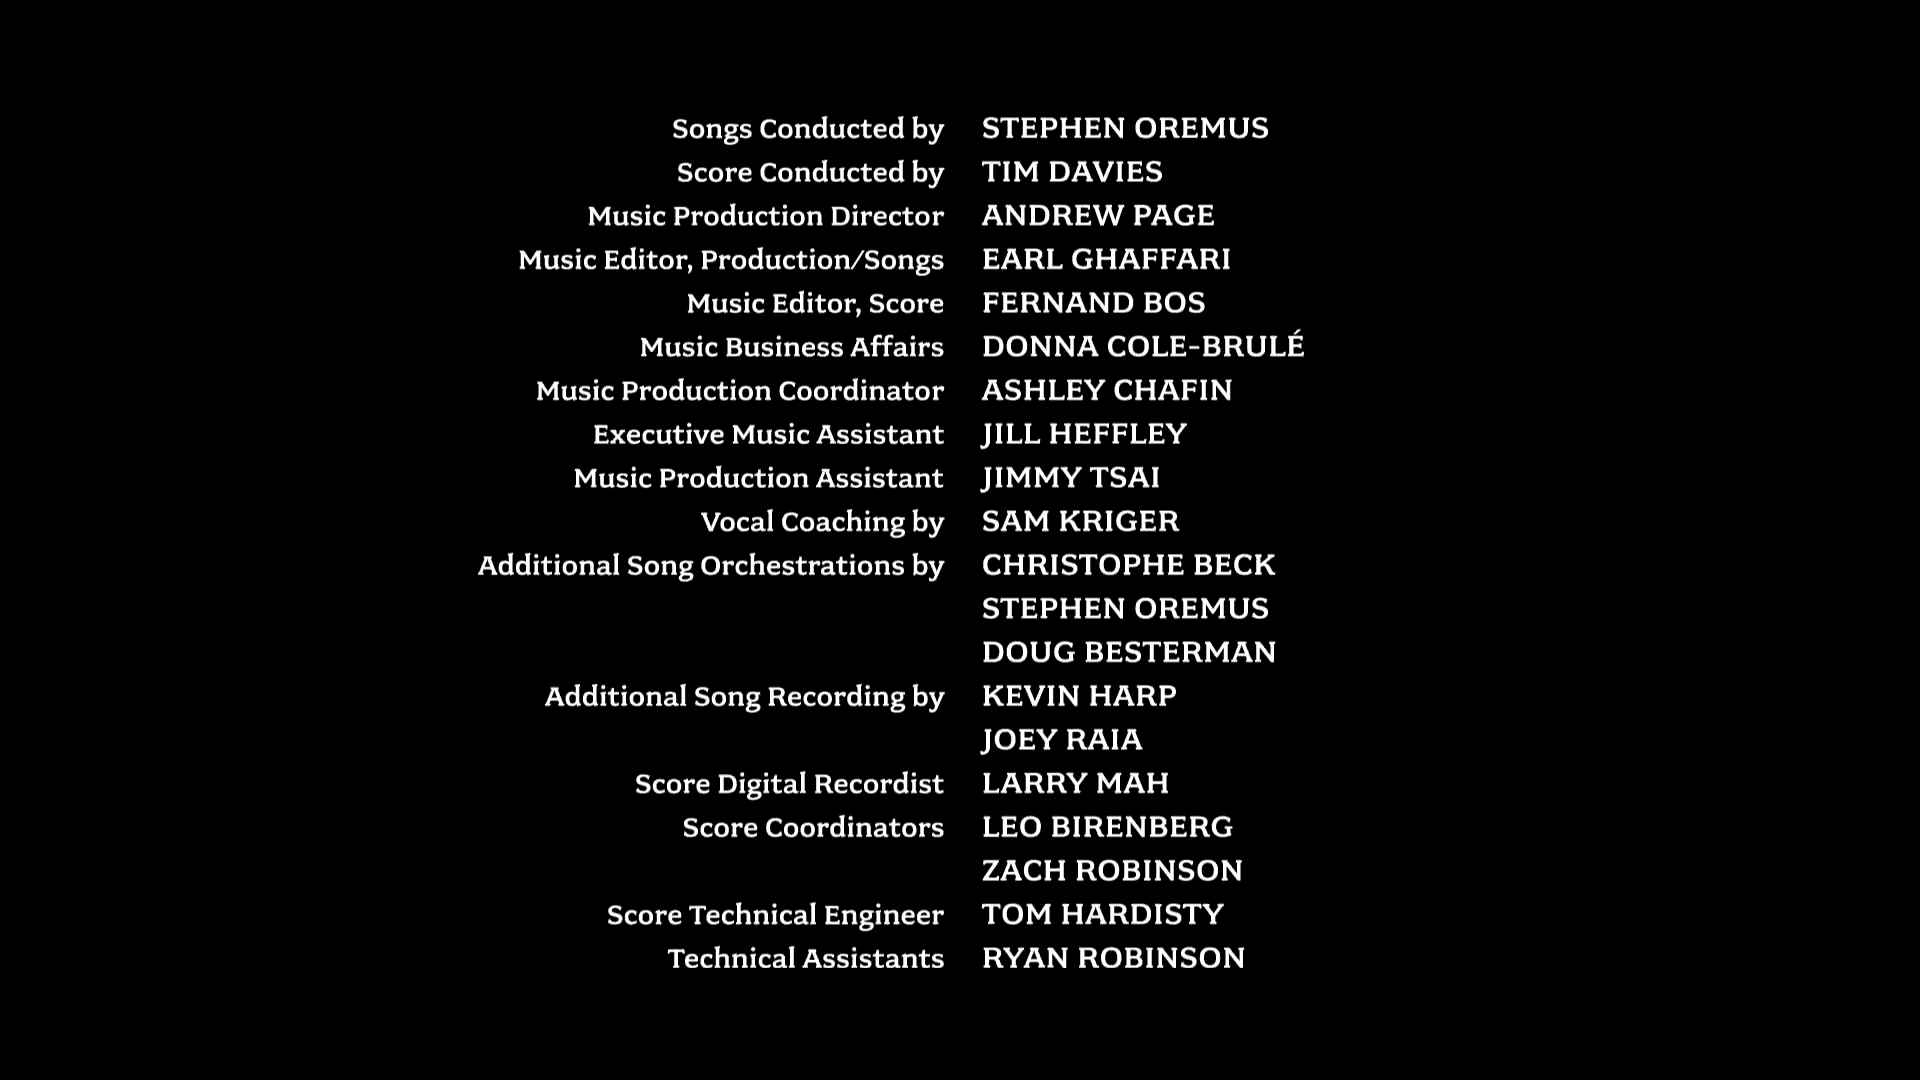 Songs Conducted by STEPHEN OREMUS
Score Conducted by TIM DAVIES
Music Production Director ANDREW PAGE
Music Editor, Production/Songs EARL GHAFFARI
Music Editor, Score FERNAND BOS
Music Business Affairs DONNA COLE-BRULÉ
Music Production Coordinator ASHLEY CHAFIN
Executive Music Assistant JILL HEFFLEY
Music Production Assistant JIMMY TSAI
Vocal Coaching by SAM KRIGER
Additional Song Orchestrations by CHRISTOPHE BECK
STEPHEN OREMUS
DOUG BESTERMAN
Additional Song Recording by KEVIN HARP
JOEY RAIA
Score Digital Recordist LARRY MAH
Score Coordinators LEO BIRENBERG
ZACH ROBINSON
Score Technical Engineer TOM HARDISTY
Technical Assistants RYAN ROBINSON